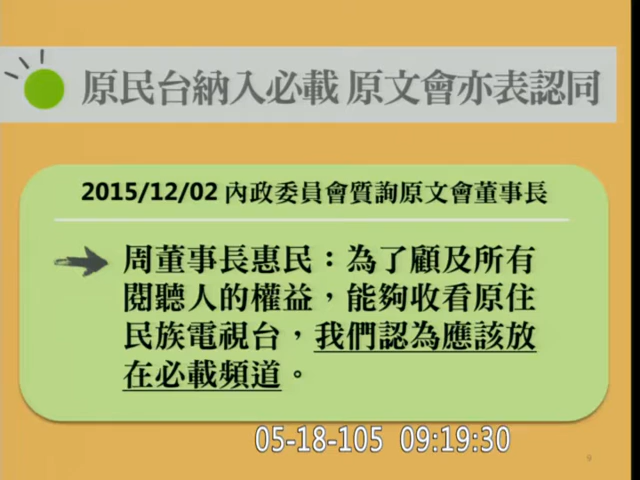 原民台納入必載 原文會亦表認同
2015/12/02 內政委員會質詢原文會董事長
周董事長惠民：為了顧及所有
閱聽人的權益，能夠收看原住
民族電視台，我們認為應該放
在必載頻道。
05-18-105 09:19:30
9